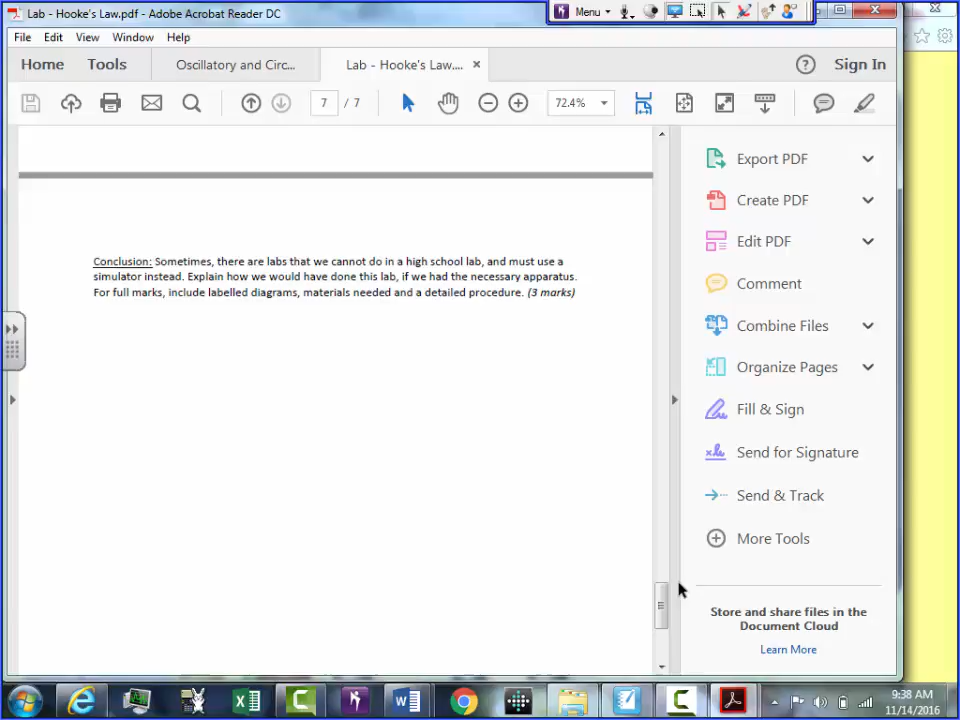 Lab - Hooke's Law.pdf - Adobe Acrobat Reader DC
Menu
File Edit View Window Help
Home Tools Oscillatory and Circ... Lab - Hooke's Law.... Sign In
7 / 7 72.4%
Conclusion: Sometimes, there are labs that we cannot do in a high school lab, and must use a
simulator instead. Explain how we would have done this lab, if we had the necessary apparatus.
For full marks, include labelled diagrams, materials needed and a detailed procedure. (3 marks)
Export PDF
Create PDF
Edit PDF
Comment
Combine Files
Organize Pages
Fill & Sign
Send for Signature
Send & Track
More Tools
Store and share files in the
Document Cloud
Learn More
9:38 AM
11/14/2016